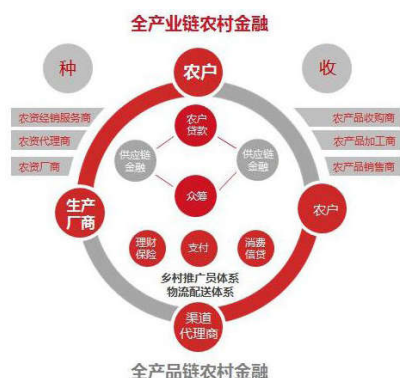 全产业链农村金融
种
农户
收
农资经销服务商
农资代理商
农资厂商
农产品收购商
农产品加工商
农产品销售商
农户
贷款
供应链
金融
供应链
金融
众筹
生产
厂商
农户
理财
保险
支付
消费
信贷
乡村推广员体系
物流配送体系
渠道
代理商
全产品链农村金融